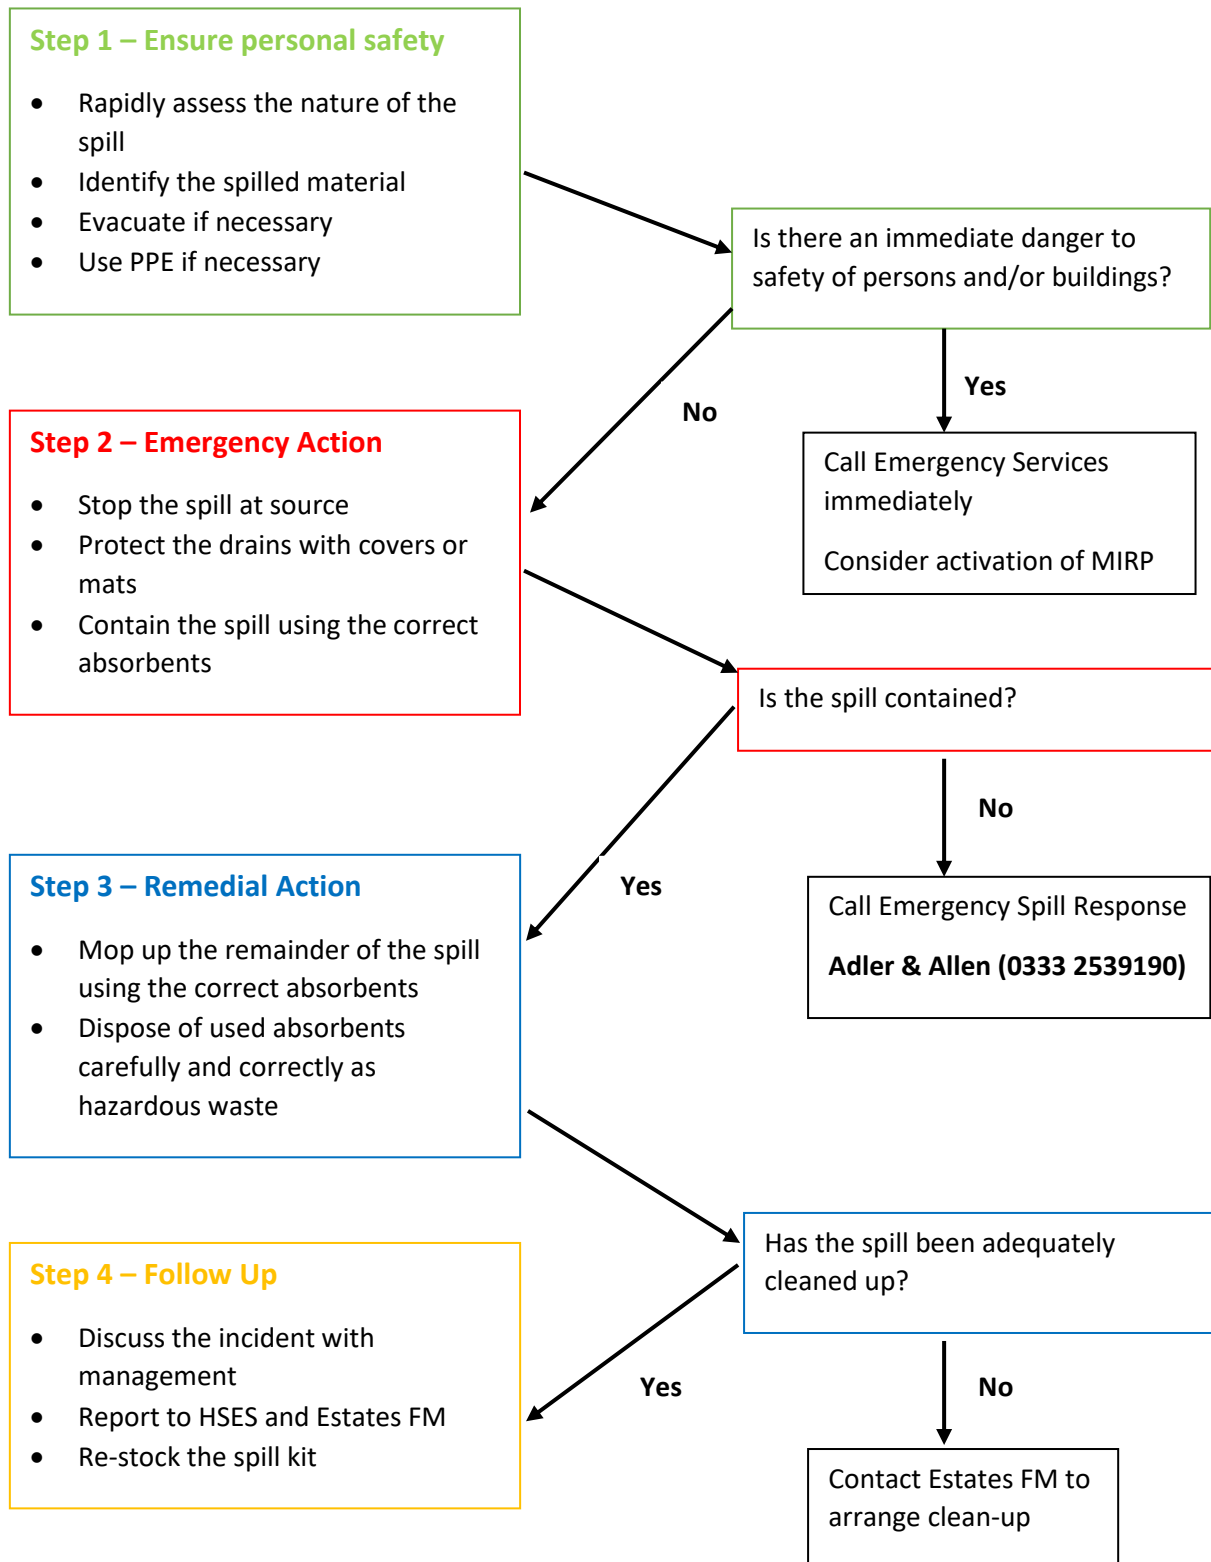 Step 1 – Ensure personal safety
• Rapidly assess the nature of the
spill
• Identify the spilled material
• Evacuate if necessary
• Use PPE if necessary
Is there an immediate danger to
safety of persons and/or buildings?
Yes
No
Call Emergency Services
immediately
Consider activation of MIRP
Step 2 – Emergency Action
• Stop the spill at source
• Protect the drains with covers or
mats
• Contain the spill using the correct
absorbents
Is the spill contained?
No
Yes
Call Emergency Spill Response
Adler & Allen (0333 2539190)
Step 3 – Remedial Action
• Mop up the remainder of the spill
using the correct absorbents
• Dispose of used absorbents
carefully and correctly as
hazardous waste
Has the spill been adequately
cleaned up?
Yes
No
Contact Estates FM to
arrange clean-up
Step 4 – Follow Up
• Discuss the incident with
management
• Report to HSES and Estates FM
• Re-stock the spill kit